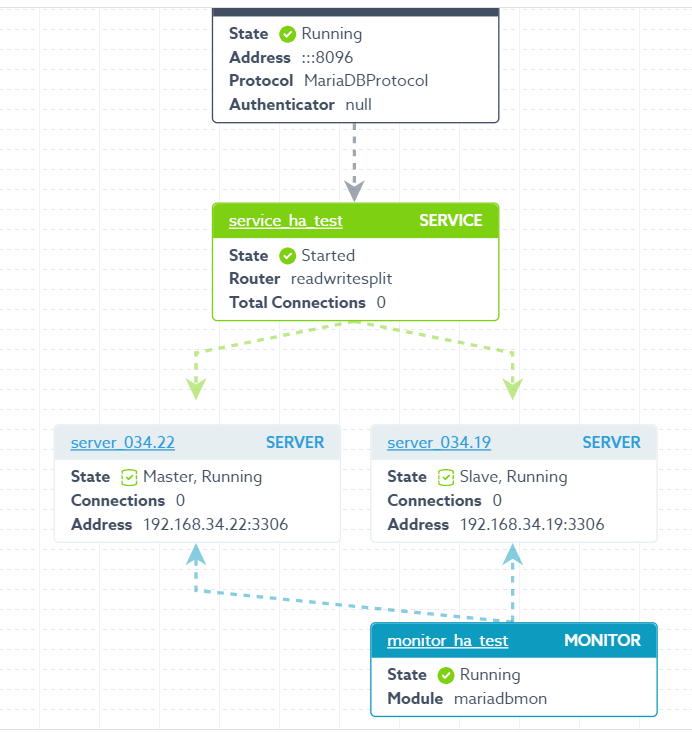 State Running
Address :::8096
Protocol MariaDBProtocol
Authenticator null
service_ha_test SERVICE
State Started
Router readwritesplit
Total Connections 0
server_034.22 SERVER
State Master, Running
Connections 0
Address 192.168.34.22:3306
server_034.19 SERVER
State Slave, Running
Connections 0
Address 192.168.34.19:3306
monitor_ha_test MONITOR
State Running
Module mariadbmon